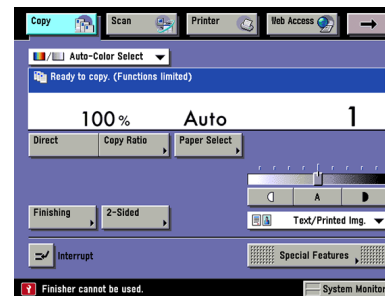 Copy Scan Printer Web Access
Auto-Color Select
Ready to copy. (Functions limited)
100% Auto 1
Direct Copy Ratio Paper Select
A
Finishing 2-Sided Text/Printed Img.
Interrupt Special Features
Finisher cannot be used. System Monitor